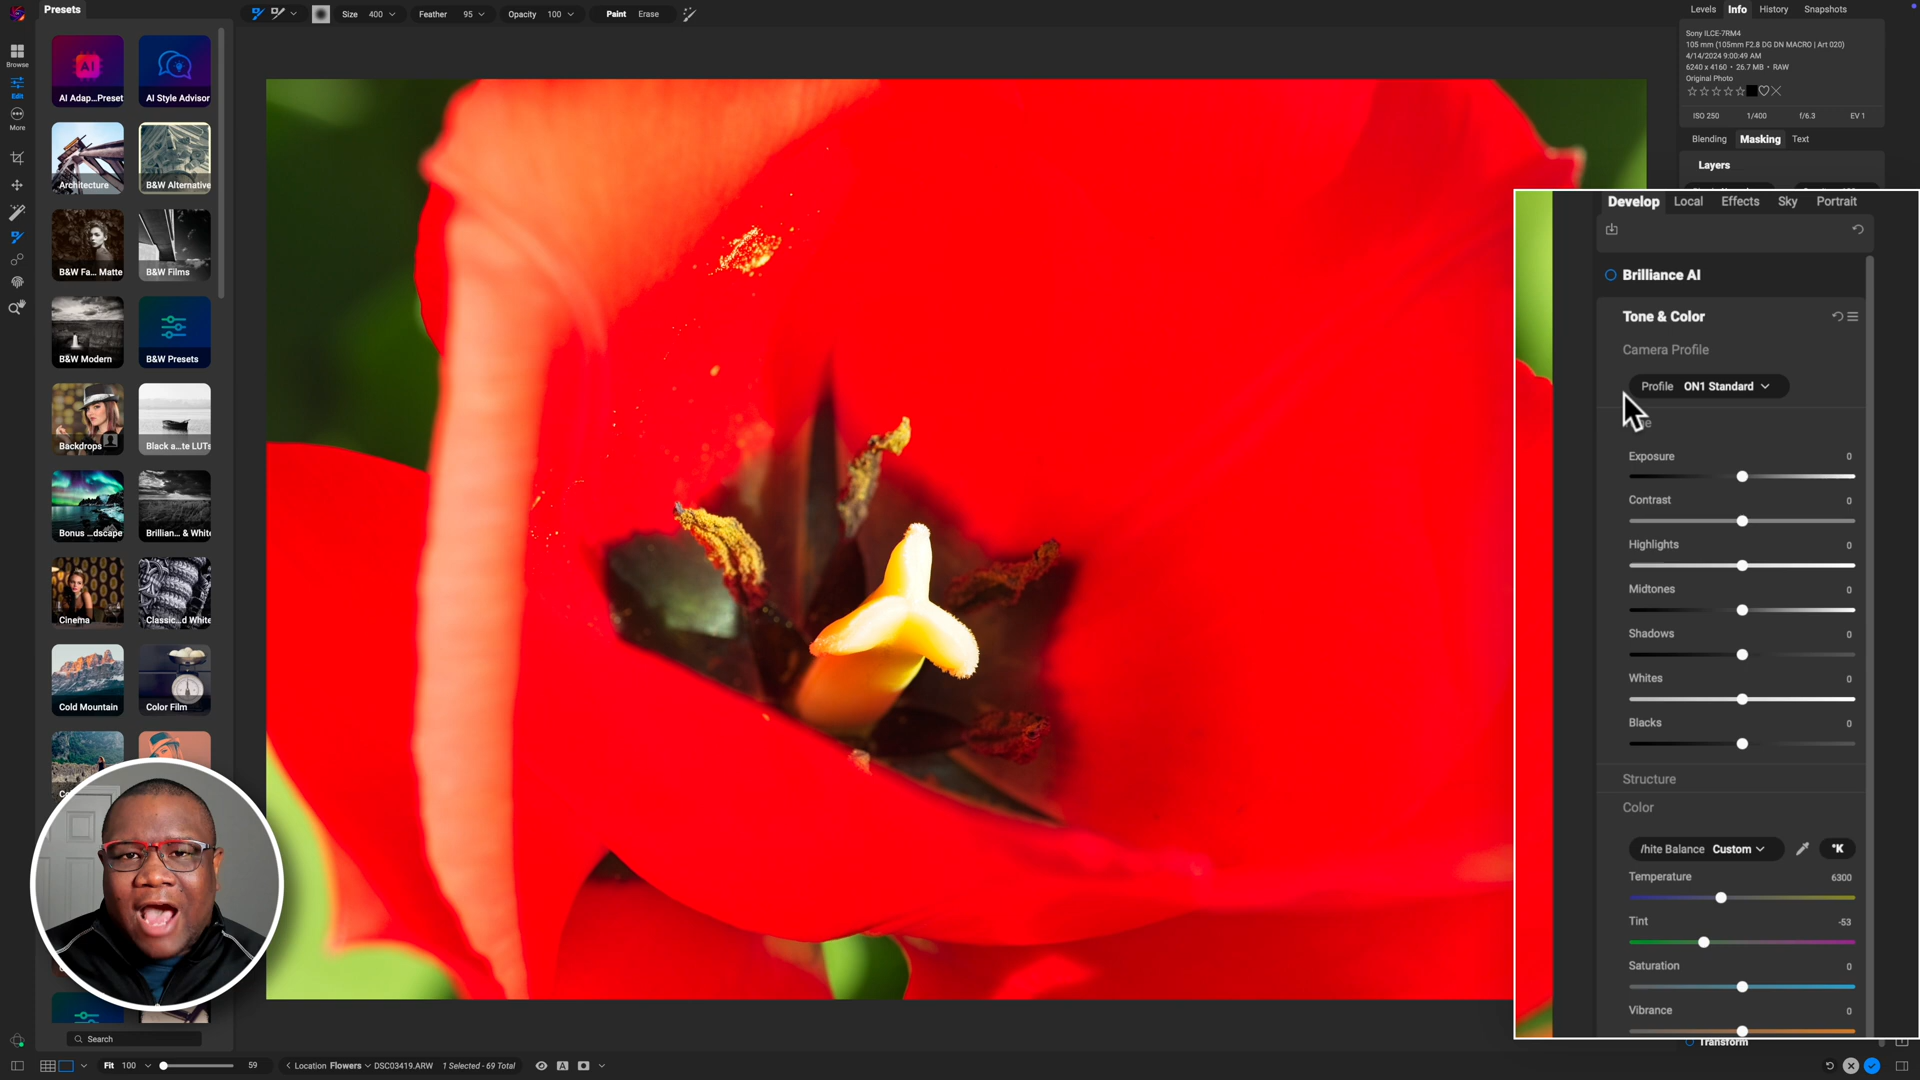 Presets
Size 400 Feather 95 Opacity 100 Paint Erase
Levels Info History Snapshots
Sony ILCE-7RM4
105 mm (105mm F2.8 DG DN MACRO | Art 020)
4/14/2024 9:00:49 AM
6240 x 4160 • 26.7 MB • RAW
Original Photo
ISO 250 1/400 f/6.3 EV 1
Blending Masking Text
Layers
Browse
Edit
More
AI Adap...Preset
AI Style Advisor
Architecture
B&W Alternative
B&W Fa... Matte
B&W Films
B&W Modern
B&W Presets
Backdrops
Black a...te LUTs
Bonus ...dscape
Brillian... & White
Cinema
Classic...d White
Cold Mountain
Color Film
Search
Develop Local Effects Sky Portrait
Brilliance AI
Tone & Color
Camera Profile
Profile ON1 Standard
Exposure 0
Contrast 0
Highlights 0
Midtones 0
Shadows 0
Whites 0
Blacks 0
Structure
Color
/hite Balance Custom °K
Temperature 6300
Tint -53
Saturation 0
Vibrance 0
Transform
Fit 100 59 Location Flowers DSC03419.ARW 1 Selected - 69 Total